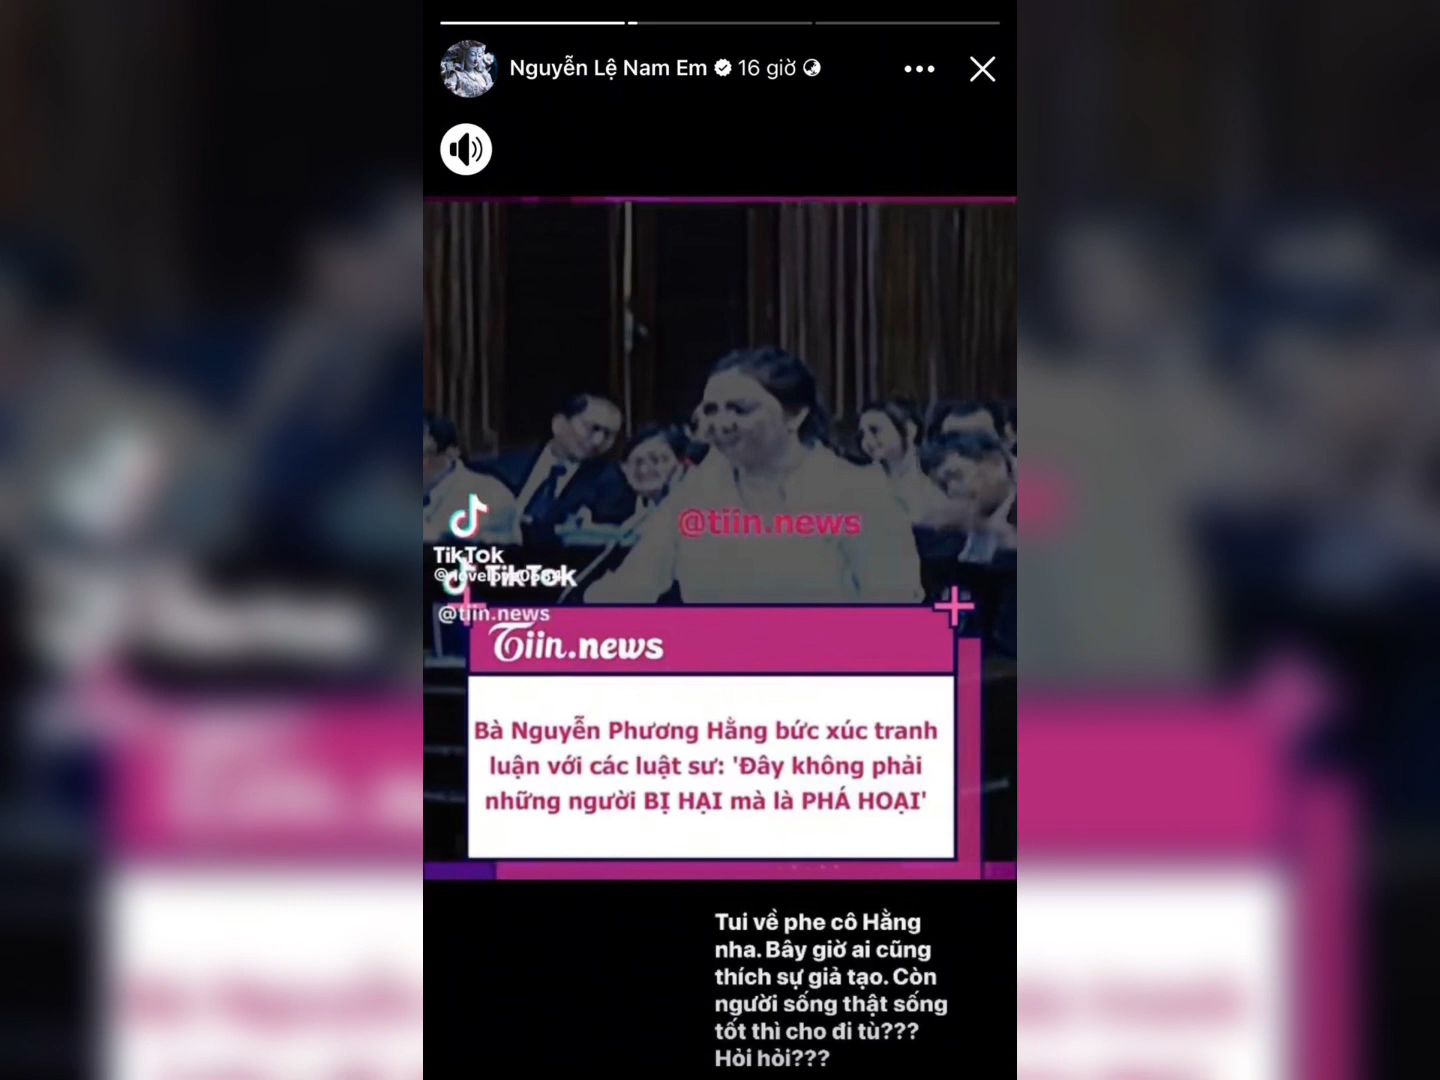 Nguyễn Lệ Nam Em 16 giờ
@tiin.news
TikTok
TikTok
@tiin.news
Tiin.news
Bà Nguyễn Phương Hằng bức xúc tranh
luận với các luật sư: 'Đây không phải
những người BỊ HẠI mà là PHÁ HOẠI'
Tui về phe cô Hằng
nha. Bây giờ ai cũng
thích sự giả tạo. Còn
người sống thật sống
tốt thì cho đi tù???
Hỏi hỏi???